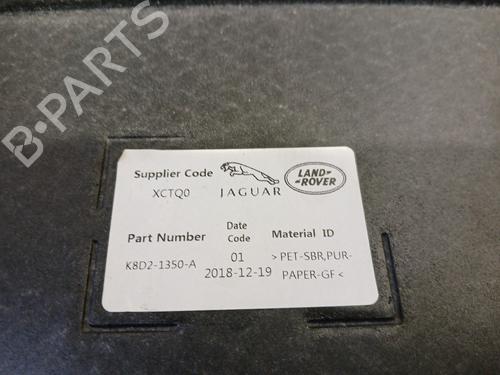 B-PARTS
Supplier Code
XCTQ0
JAGUAR
LAND-
ROVER
Part Number
Date
Code
Material ID
K8D2-1350-A
01
2018-12-19
>PET-SBR,PUR-
PAPER-GF<